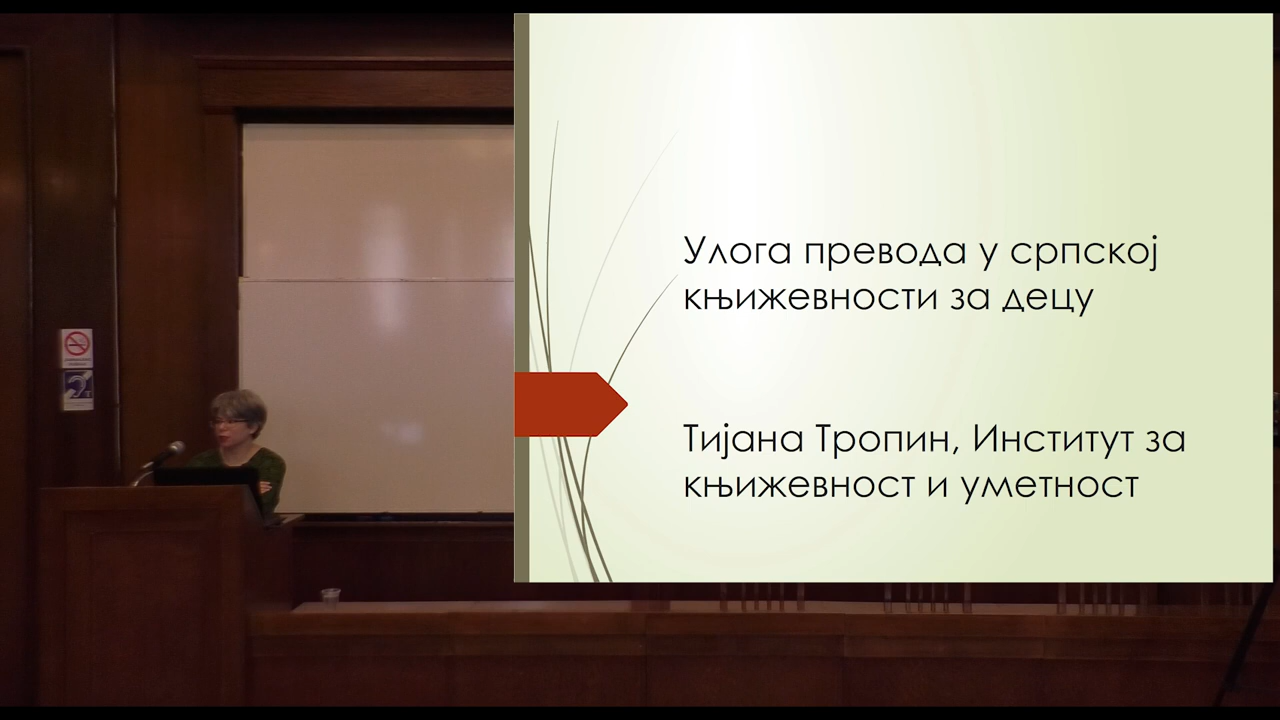 Улога превода у српској
књижевности за децу
Тијана Тропин, Институт за
књижевност и уметност